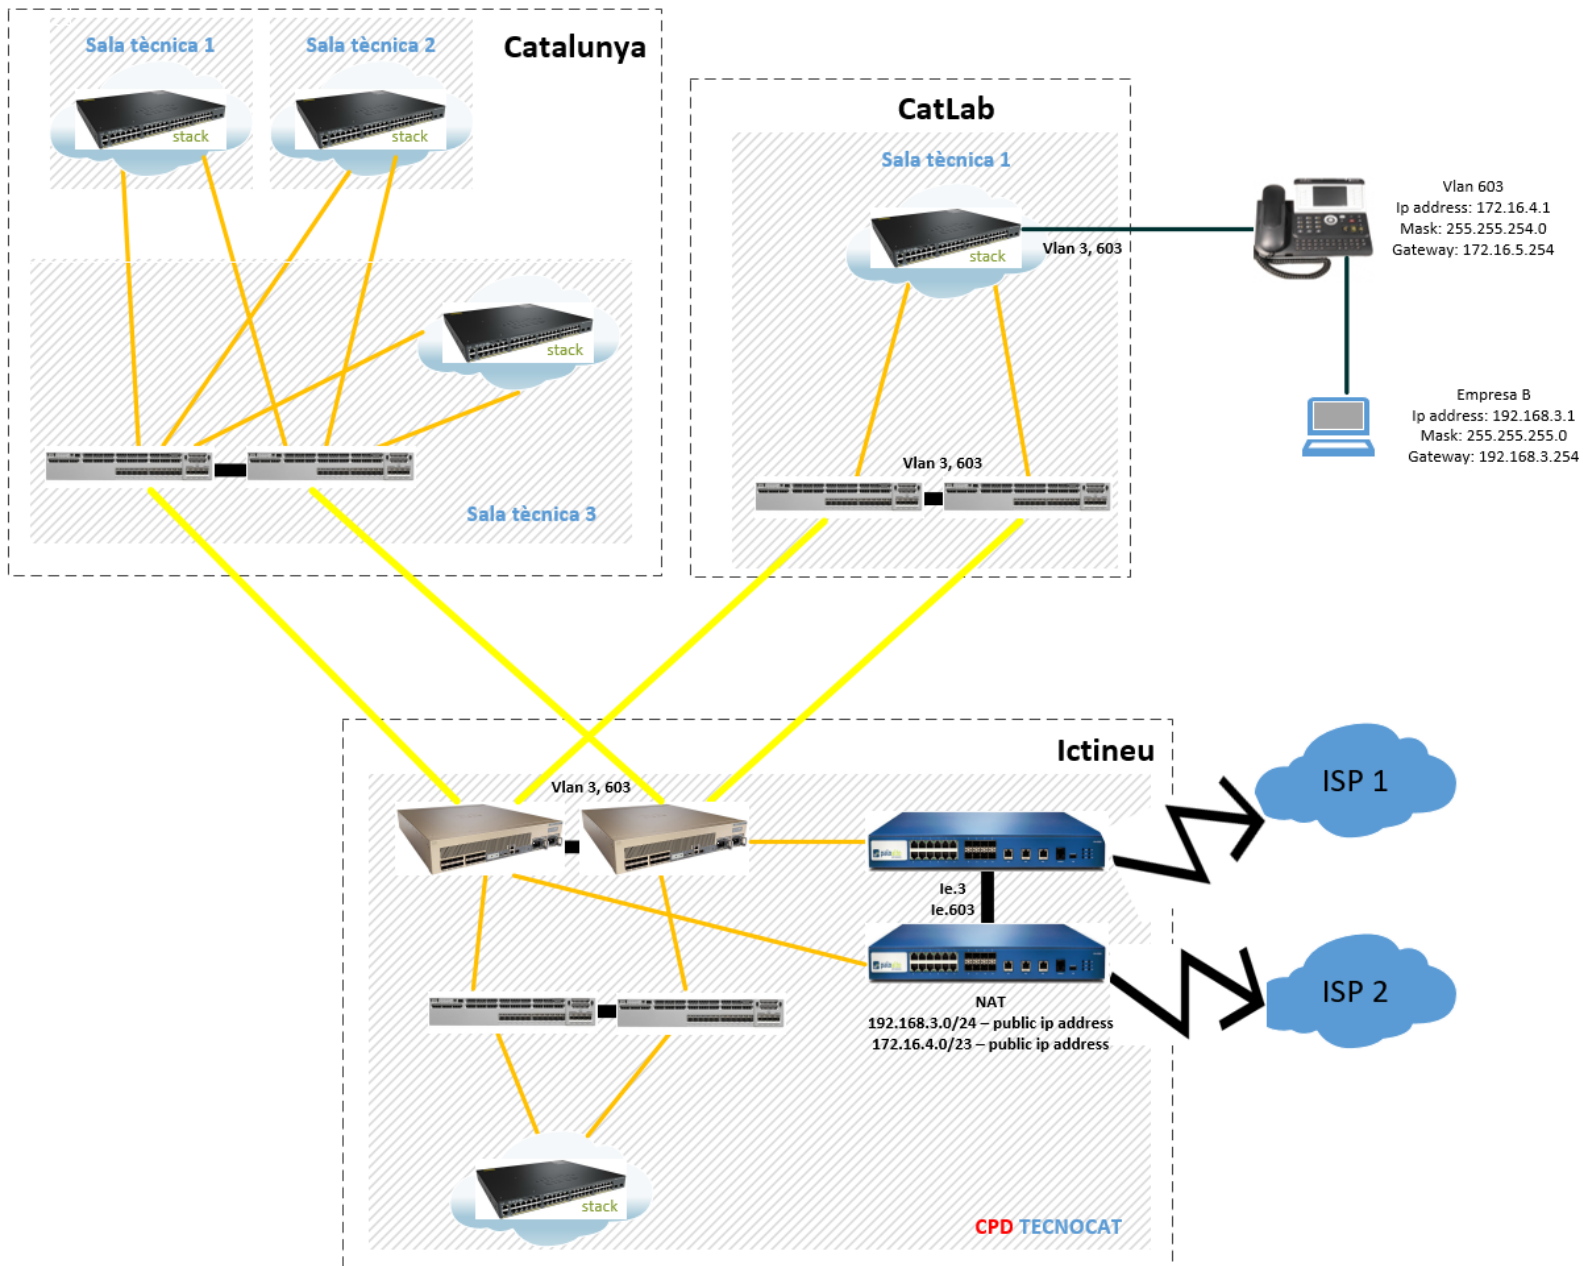 Catalunya
Sala tècnica 1
Sala tècnica 2
stack
stack
stack
Sala tècnica 3
CatLab
Sala tècnica 1
stack
Vlan 3, 603
Vlan 3, 603
Vlan 603
Ip address: 172.16.4.1
Mask: 255.255.254.0
Gateway: 172.16.5.254
Empresa B
Ip address: 192.168.3.1
Mask: 255.255.255.0
Gateway: 192.168.3.254
Ictineu
Vlan 3, 603
Ie.3
Ie.603
NAT
192.168.3.0/24 – public ip address
172.16.4.0/23 – public ip address
ISP 1
ISP 2
stack
CPD TECNOCAT